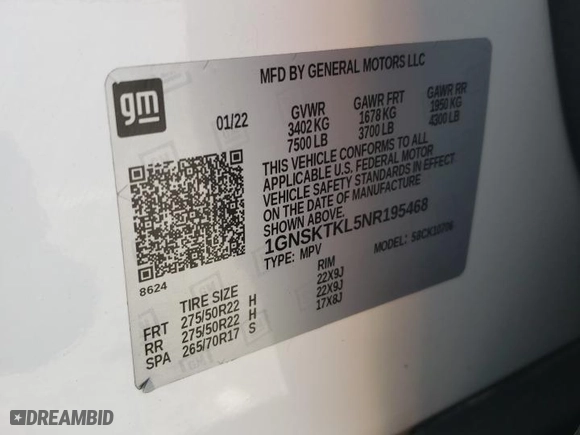 MFD BY GENERAL MOTORS LLC
gm
01/22
GVWR GAWR FRT GAWR RR
3402 KG 1678 KG 1950 KG
7500 LB 3700 LB 4300 LB
THIS VEHICLE CONFORMS TO ALL
APPLICABLE U.S. FEDERAL MOTOR
VEHICLE SAFETY STANDARDS IN EFFECT
ON THE DATE OF MANUFACTURE
SHOWN ABOVE.
1GNSKTKL5NR195468
TYPE: MPV MODEL: 58CK10706
8624
TIRE SIZE RIM
FRT 275/50R22 H 22X9J
RR 275/50R22 H 22X9J
SPA 265/70R17 S 17X8J
DREAMBID